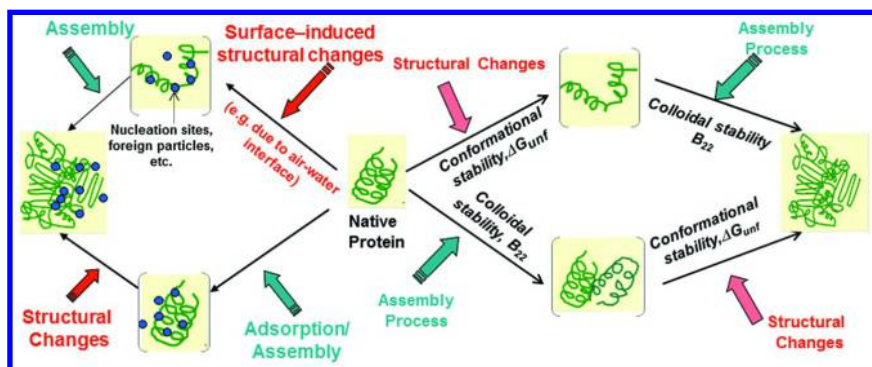 Assembly
Surface–induced
structural changes
Structural Changes
Assembly
Process
Nucleation sites,
foreign particles,
etc.
(e.g. due to air-water
interface)
Conformational
stability,ΔGunf
Colloidal stability
B22
Native
Protein
Colloidal
stability, B22
Conformational
stability,ΔGunf
Structural
Changes
Adsorption/
Assembly
Assembly
Process
Structural
Changes